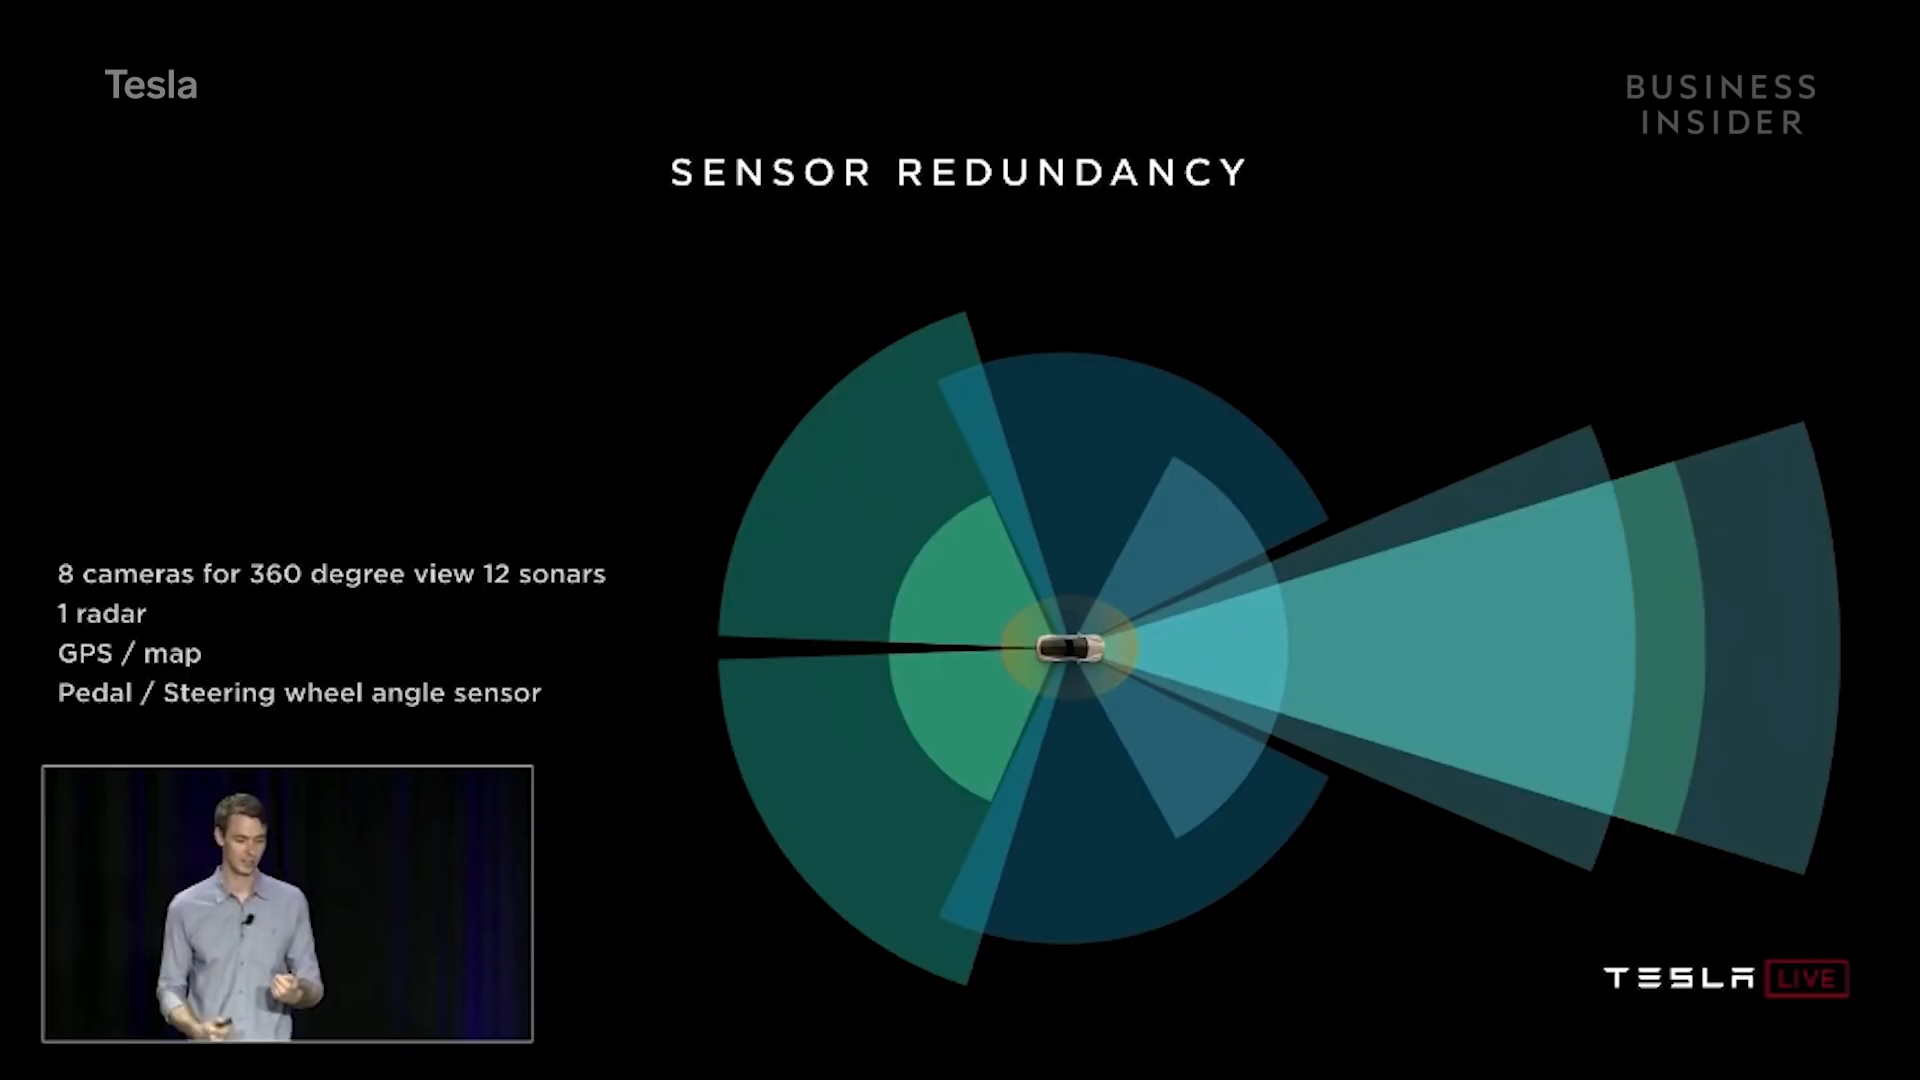 Tesla
BUSINESS
INSIDER
SENSOR REDUNDANCY
8 cameras for 360 degree view 12 sonars
1 radar
GPS / map
Pedal / Steering wheel angle sensor
TESLA LIVE